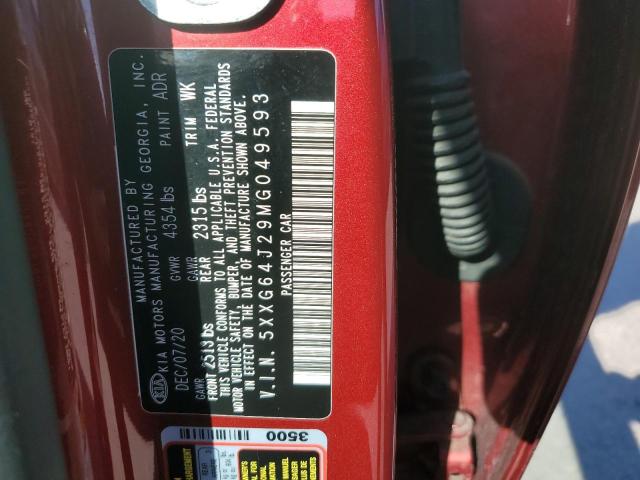 MANUFACTURED BY
KIA KIA MOTORS MANUFACTURING GEORGIA, INC.
DEC/07/20 GVWR 4354 lbs PAINT ADR
GAWR FRONT 2513 lbs GAWR REAR 2315 lbs TRIM WK
THIS VEHICLE CONFORMS TO ALL APPLICABLE U.S.A. FEDERAL
MOTOR VEHICLE SAFETY, BUMPER, AND THEFT PREVENTION STANDARDS
IN EFFECT ON THE DATE OF MANUFACTURE SHOWN ABOVE.
V.I.N. 5XXG64J29MG049593
PASSENGER CAR
3500